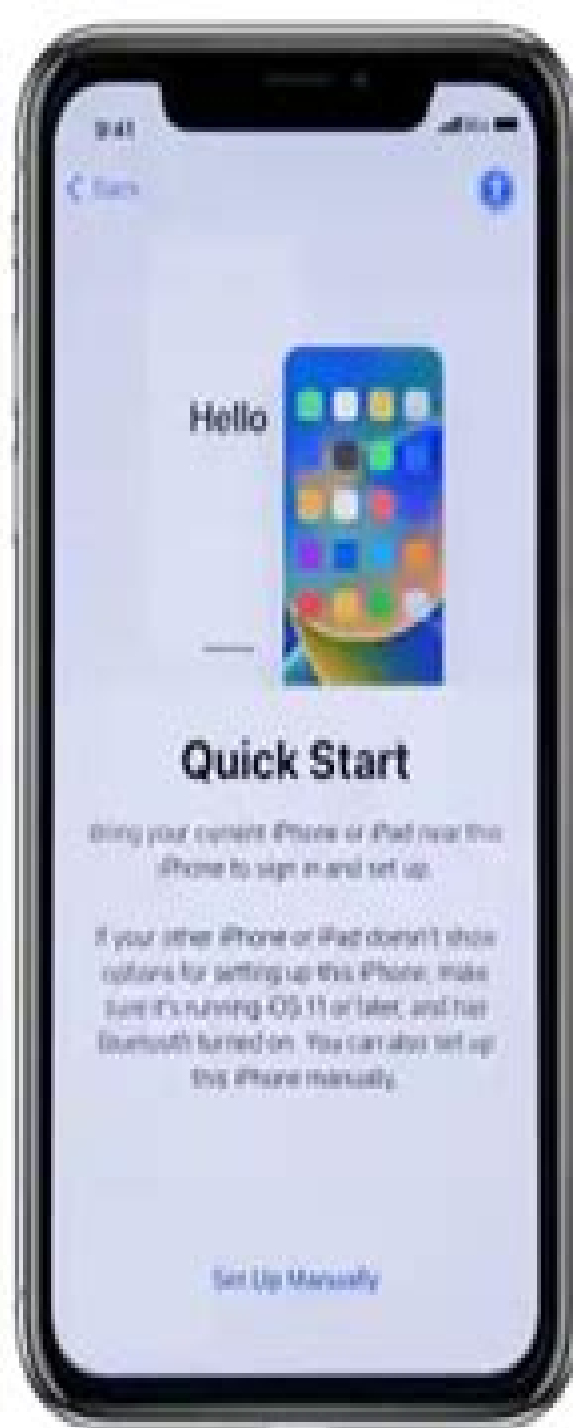 9:41
Back
Hello
Quick Start
Bring your current iPhone or iPad near this
iPhone to sign in and set up.
If your other iPhone or iPad doesn't show
options for setting up this iPhone, make
sure it's running iOS 11 or later, and has
Bluetooth turned on. You can also set up
this iPhone manually.
Set Up Manually